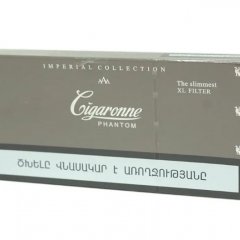 IMPERIAL COLLECTION
Cigaronne
PHANTOM
The slimmest
XL FILTER
ԾԽԵԼԸ ՎՆԱՍԱԿԱՐ Է ԱՌՈՂՋՈՒԹՅԱՆԸ